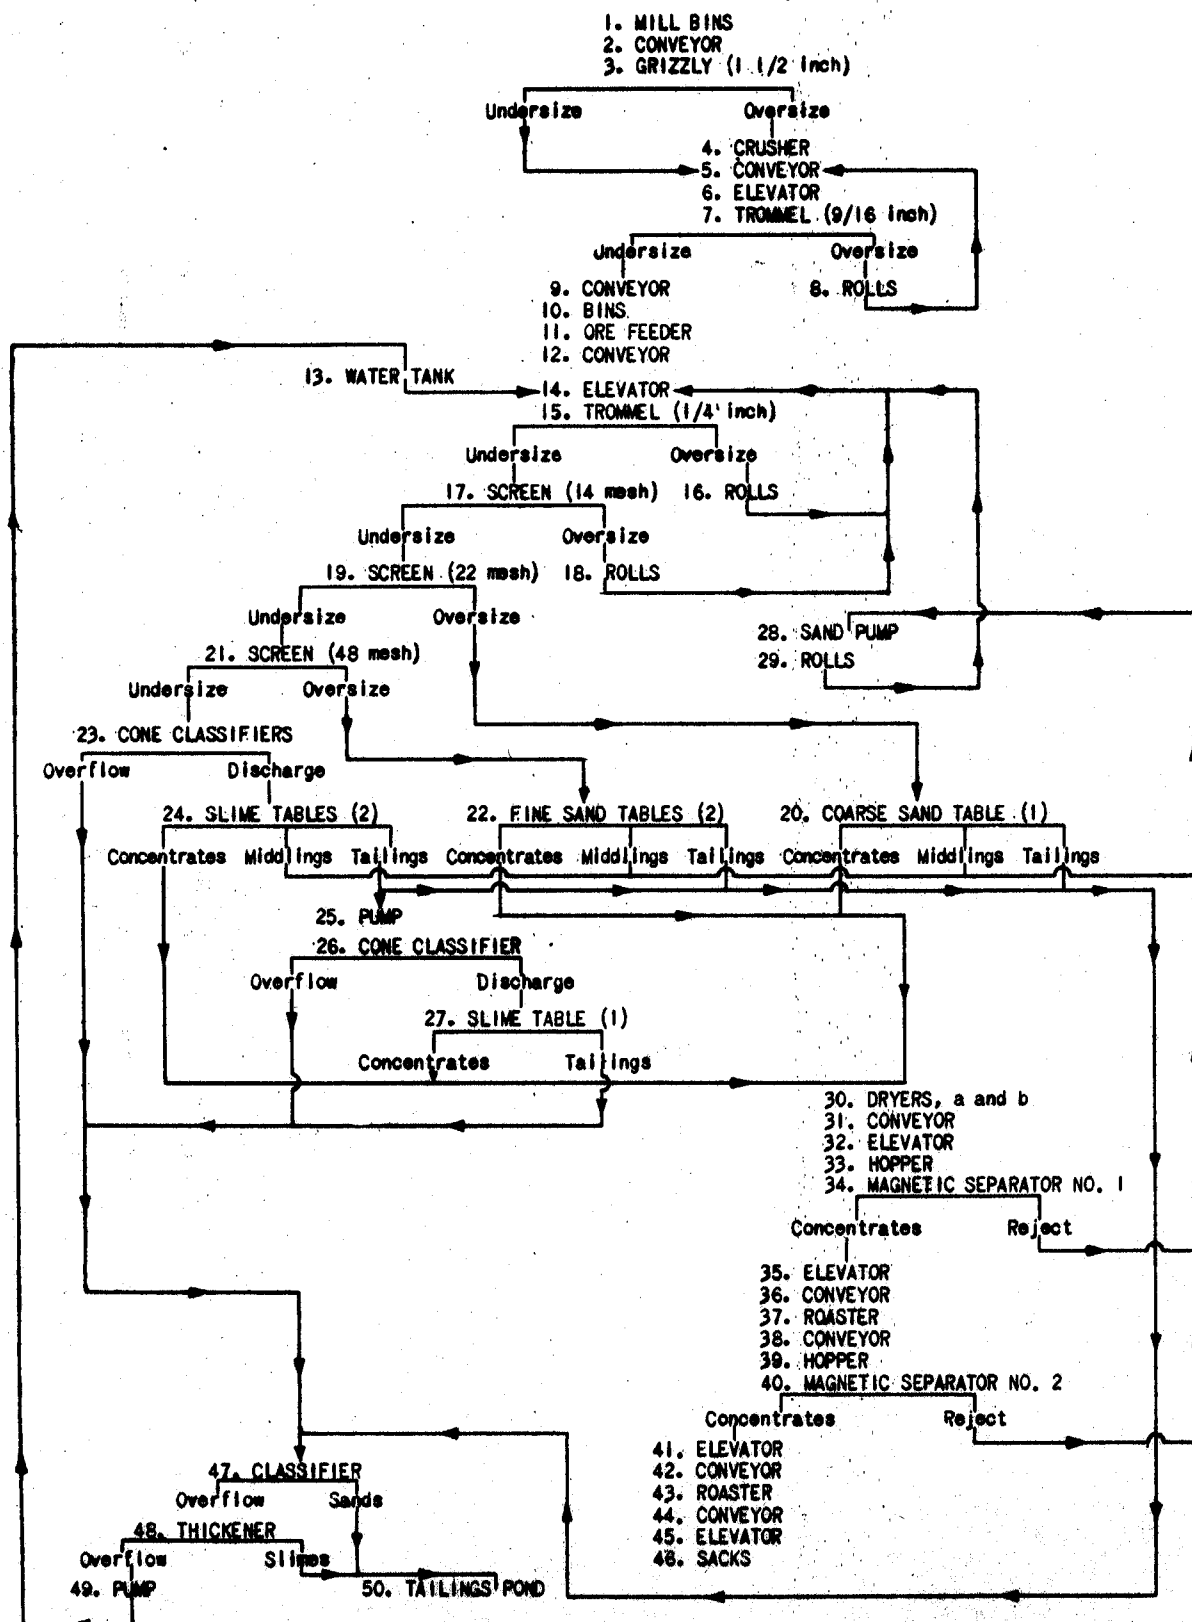 1. MILL BINS
2. CONVEYOR
3. GRIZZLY (1 1/2 inch)
Undersize Oversize
4. CRUSHER
5. CONVEYOR
6. ELEVATOR
7. TROMMEL (9/16 inch)
Undersize Oversize
9. CONVEYOR 8. ROLLS
10. BINS
11. ORE FEEDER
12. CONVEYOR
13. WATER TANK
14. ELEVATOR
15. TROMMEL (1/4 inch)
Undersize Oversize
17. SCREEN (14 mesh) 16. ROLLS
Undersize Oversize
19. SCREEN (22 mesh) 18. ROLLS
Undersize Oversize
28. SAND PUMP
21. SCREEN (48 mesh)
29. ROLLS
Undersize Oversize
23. CONE CLASSIFIERS
Overflow Discharge
24. SLIME TABLES (2) 22. FINE SAND TABLES (2) 20. COARSE SAND TABLE (1)
Concentrates Middlings Tailings Concentrates Middlings Tailings Concentrates Middlings Tailings
25. PUMP
26. CONE CLASSIFIER
Overflow Discharge
27. SLIME TABLE (1)
Concentrates Tailings
30. DRYERS, a and b
31. CONVEYOR
32. ELEVATOR
33. HOPPER
34. MAGNETIC SEPARATOR NO. 1
Concentrates Reject
35. ELEVATOR
36. CONVEYOR
37. ROASTER
38. CONVEYOR
39. HOPPER
40. MAGNETIC SEPARATOR NO. 2
Concentrates Reject
41. ELEVATOR
42. CONVEYOR
43. ROASTER
44. CONVEYOR
45. ELEVATOR
46. SACKS
47. CLASSIFIER
Overflow Sands
48. THICKENER
Overflow Slimes
49. PUMP 50. TAILINGS POND